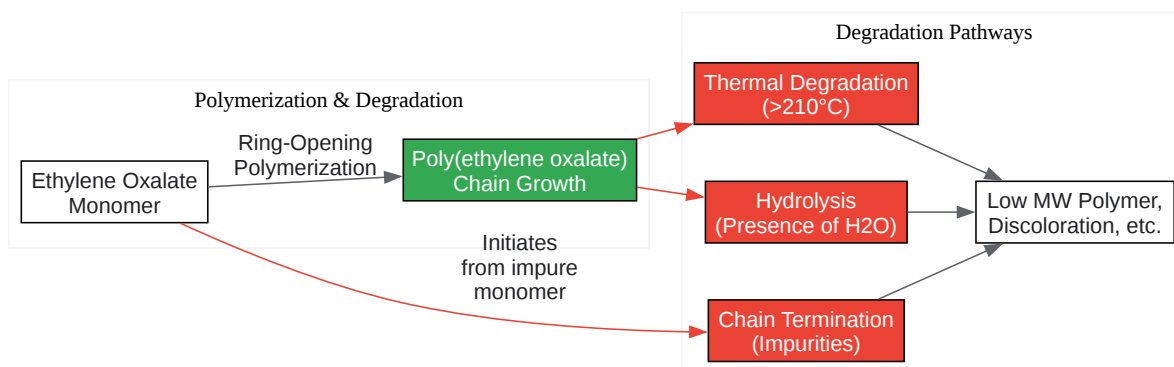 Degradation Pathways
Polymerization & Degradation
Thermal Degradation
(>210°C)
Ring-Opening
Polymerization
Poly(ethylene oxalate)
Chain Growth
Ethylene Oxalate
Monomer
Hydrolysis
(Presence of H2O)
Low MW Polymer,
Discoloration, etc.
Initiates
from impure
monomer
Chain Termination
(Impurities)